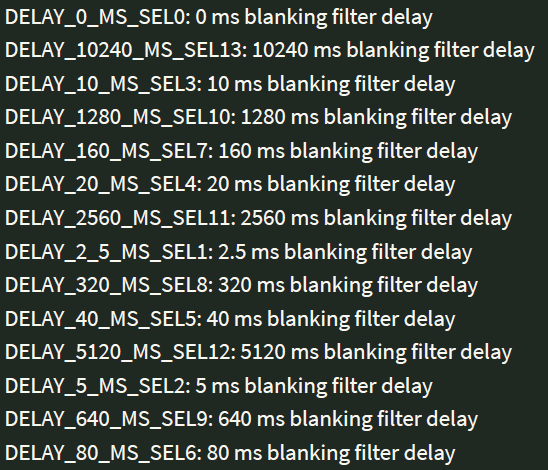 DELAY_0_MS_SEL0: 0 ms blanking filter delay
DELAY_10240_MS_SEL13: 10240 ms blanking filter delay
DELAY_10_MS_SEL3: 10 ms blanking filter delay
DELAY_1280_MS_SEL10: 1280 ms blanking filter delay
DELAY_160_MS_SEL7: 160 ms blanking filter delay
DELAY_20_MS_SEL4: 20 ms blanking filter delay
DELAY_2560_MS_SEL11: 2560 ms blanking filter delay
DELAY_2_5_MS_SEL1: 2.5 ms blanking filter delay
DELAY_320_MS_SEL8: 320 ms blanking filter delay
DELAY_40_MS_SEL5: 40 ms blanking filter delay
DELAY_5120_MS_SEL12: 5120 ms blanking filter delay
DELAY_5_MS_SEL2: 5 ms blanking filter delay
DELAY_640_MS_SEL9: 640 ms blanking filter delay
DELAY_80_MS_SEL6: 80 ms blanking filter delay